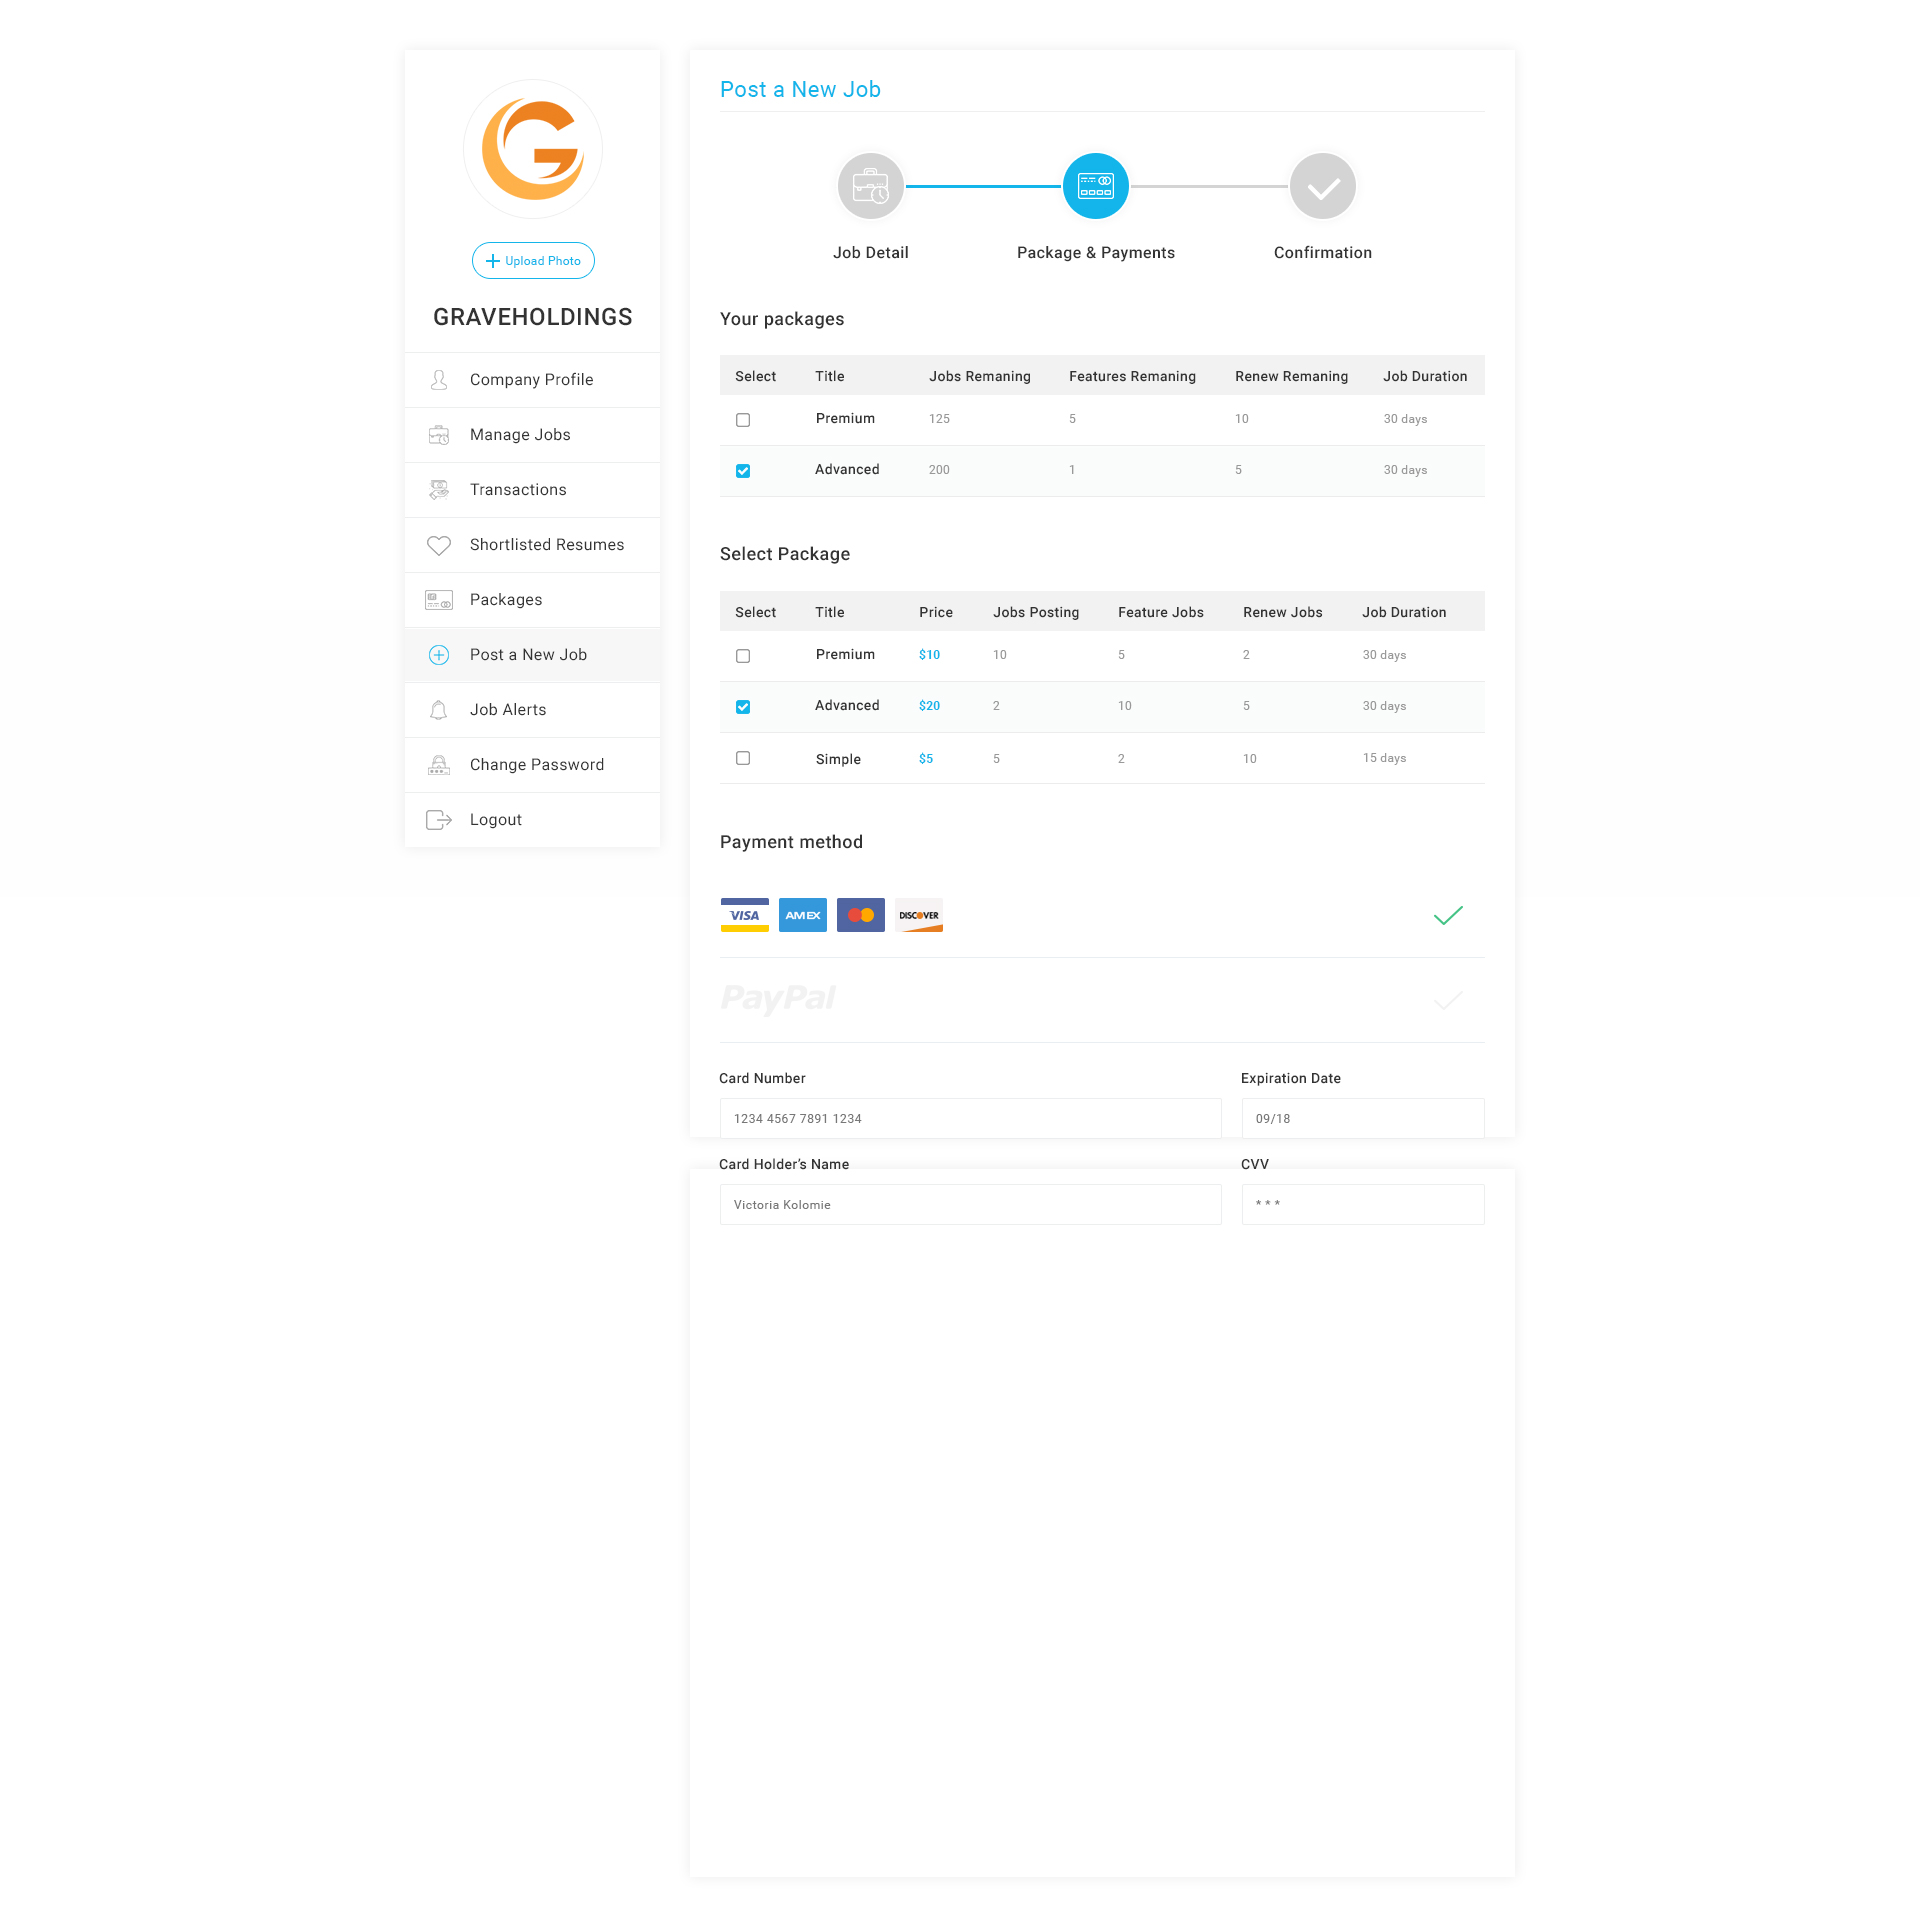 Upload Photo
GRAVEHOLDINGS
Company Profile
Manage Jobs
Transactions
Shortlisted Resumes
Packages
Post a New Job
Job Alerts
Change Password
Logout
Post a New Job
Job Detail Package & Payments Confirmation
Your packages
Select Title Jobs Remaning Features Remaning Renew Remaning Job Duration
Premium 125 5 10 30 days
Advanced 200 1 5 30 days
Select Package
Select Title Price Jobs Posting Feature Jobs Renew Jobs Job Duration
Premium $10 10 5 2 30 days
Advanced $20 2 10 5 30 days
Simple $5 5 2 10 15 days
Payment method
VISA AMEX DISCOVER
PayPal
Card Number Expiration Date
1234 4567 7891 1234 09/18
Card Holder’s Name CVV
Victoria Kolomie * * *